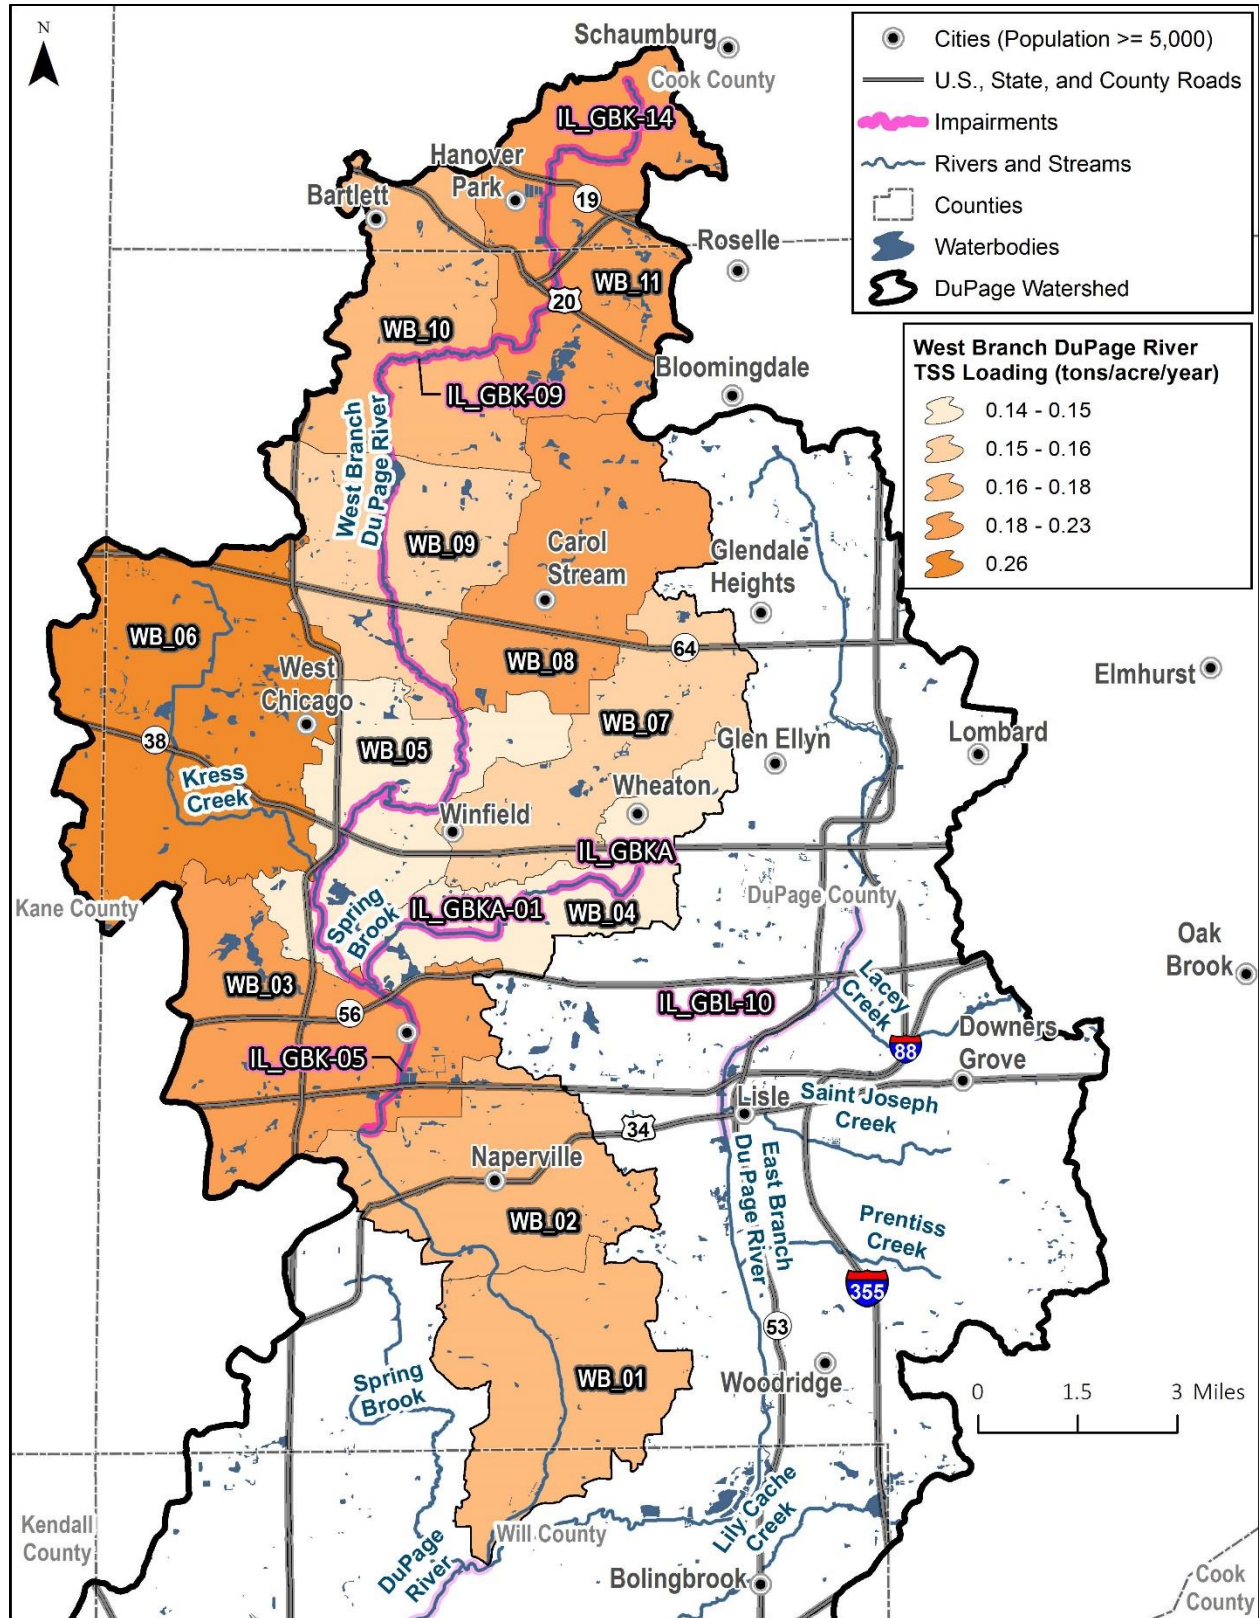 N
Schaumburg
Cook County
IL_GBK-14
Hanover
Park
Bartlett
19
Roselle
WB_11
20
WB_10
Bloomingdale
IL_GBK-09
West Branch
Du Page River
WB_09
Carol
Stream
Glendale
Heights
WB_06
WB_08
64
West
Chicago
Elmhurst
38
WB_05
WB_07
Glen Ellyn
Lombard
Kress
Creek
Wheaton
Winfield
IL_GBKA
DuPage County
Kane County
IL_GBKA-01
WB_04
Spring
Brook
Oak
Brook
WB_03
Lacey
Creek
IL_GBL-10
56
Downers
Grove
88
IL_GBK-05
Lisle
Saint Joseph
Creek
34
East Branch
Du Page River
Naperville
WB_02
Prentiss
Creek
355
53
WB_01
Woodridge
Spring
Brook
Lily Cache
Creek
Kendall
County
Will County
DuPage
River
Bolingbrook
Cook
County
0 1.5 3 Miles
Cities (Population >= 5,000)
U.S., State, and County Roads
Impairments
Rivers and Streams
Counties
Waterbodies
DuPage Watershed
West Branch DuPage River
TSS Loading (tons/acre/year)
0.14 - 0.15
0.15 - 0.16
0.16 - 0.18
0.18 - 0.23
0.26